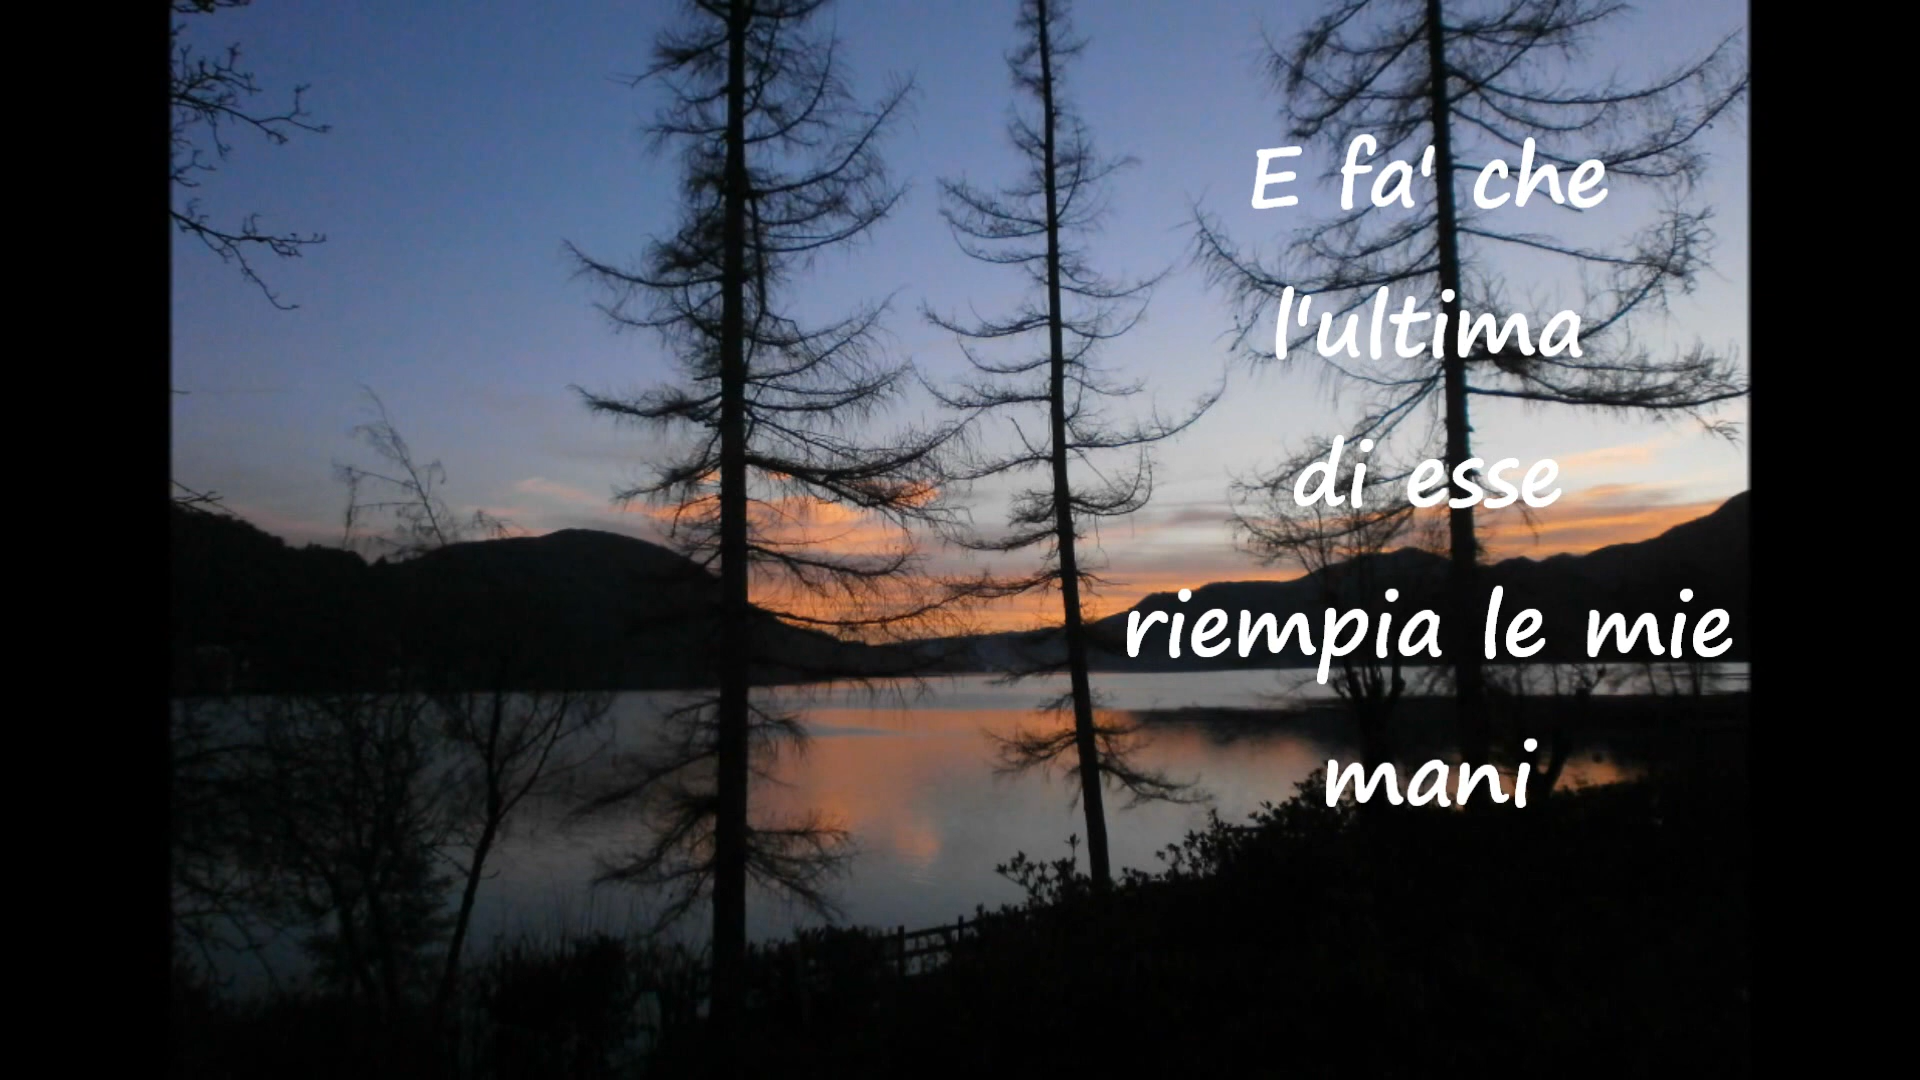 E fa' che
l'ultima
di esse
riempia le mie
mani